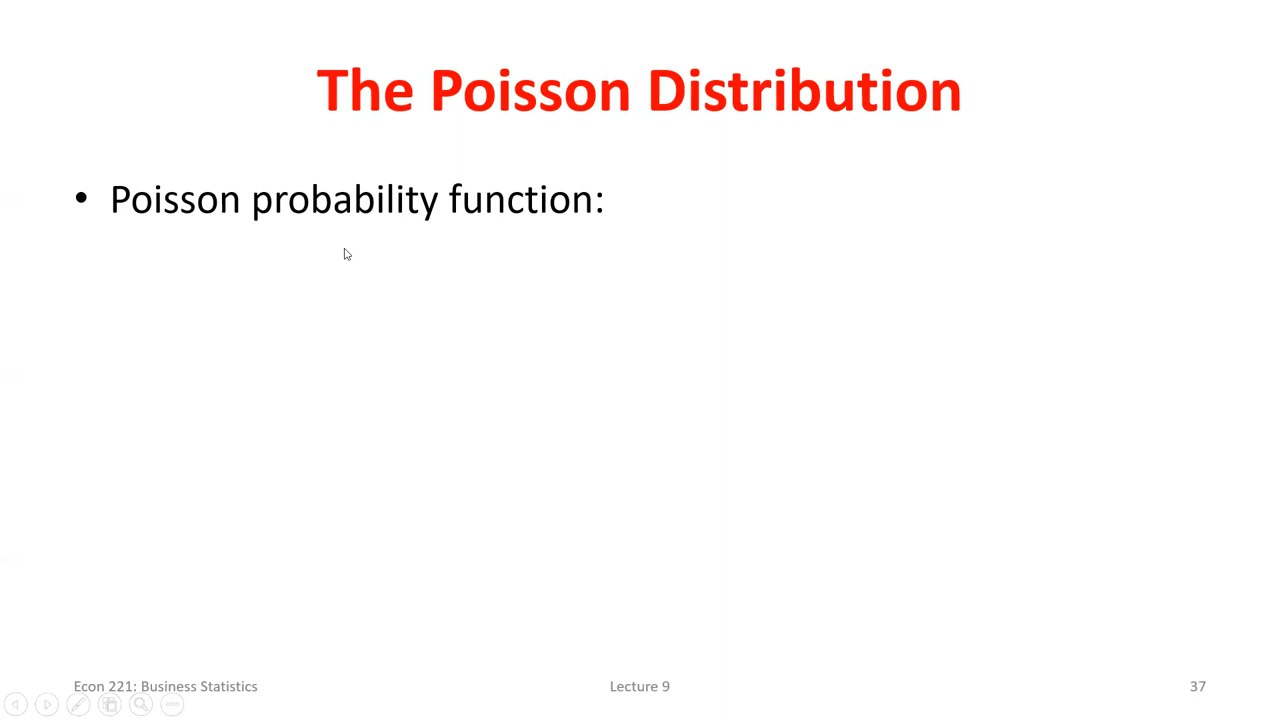 The Poisson Distribution
• Poisson probability function:
Econ 221: Business Statistics
Lecture 9
37